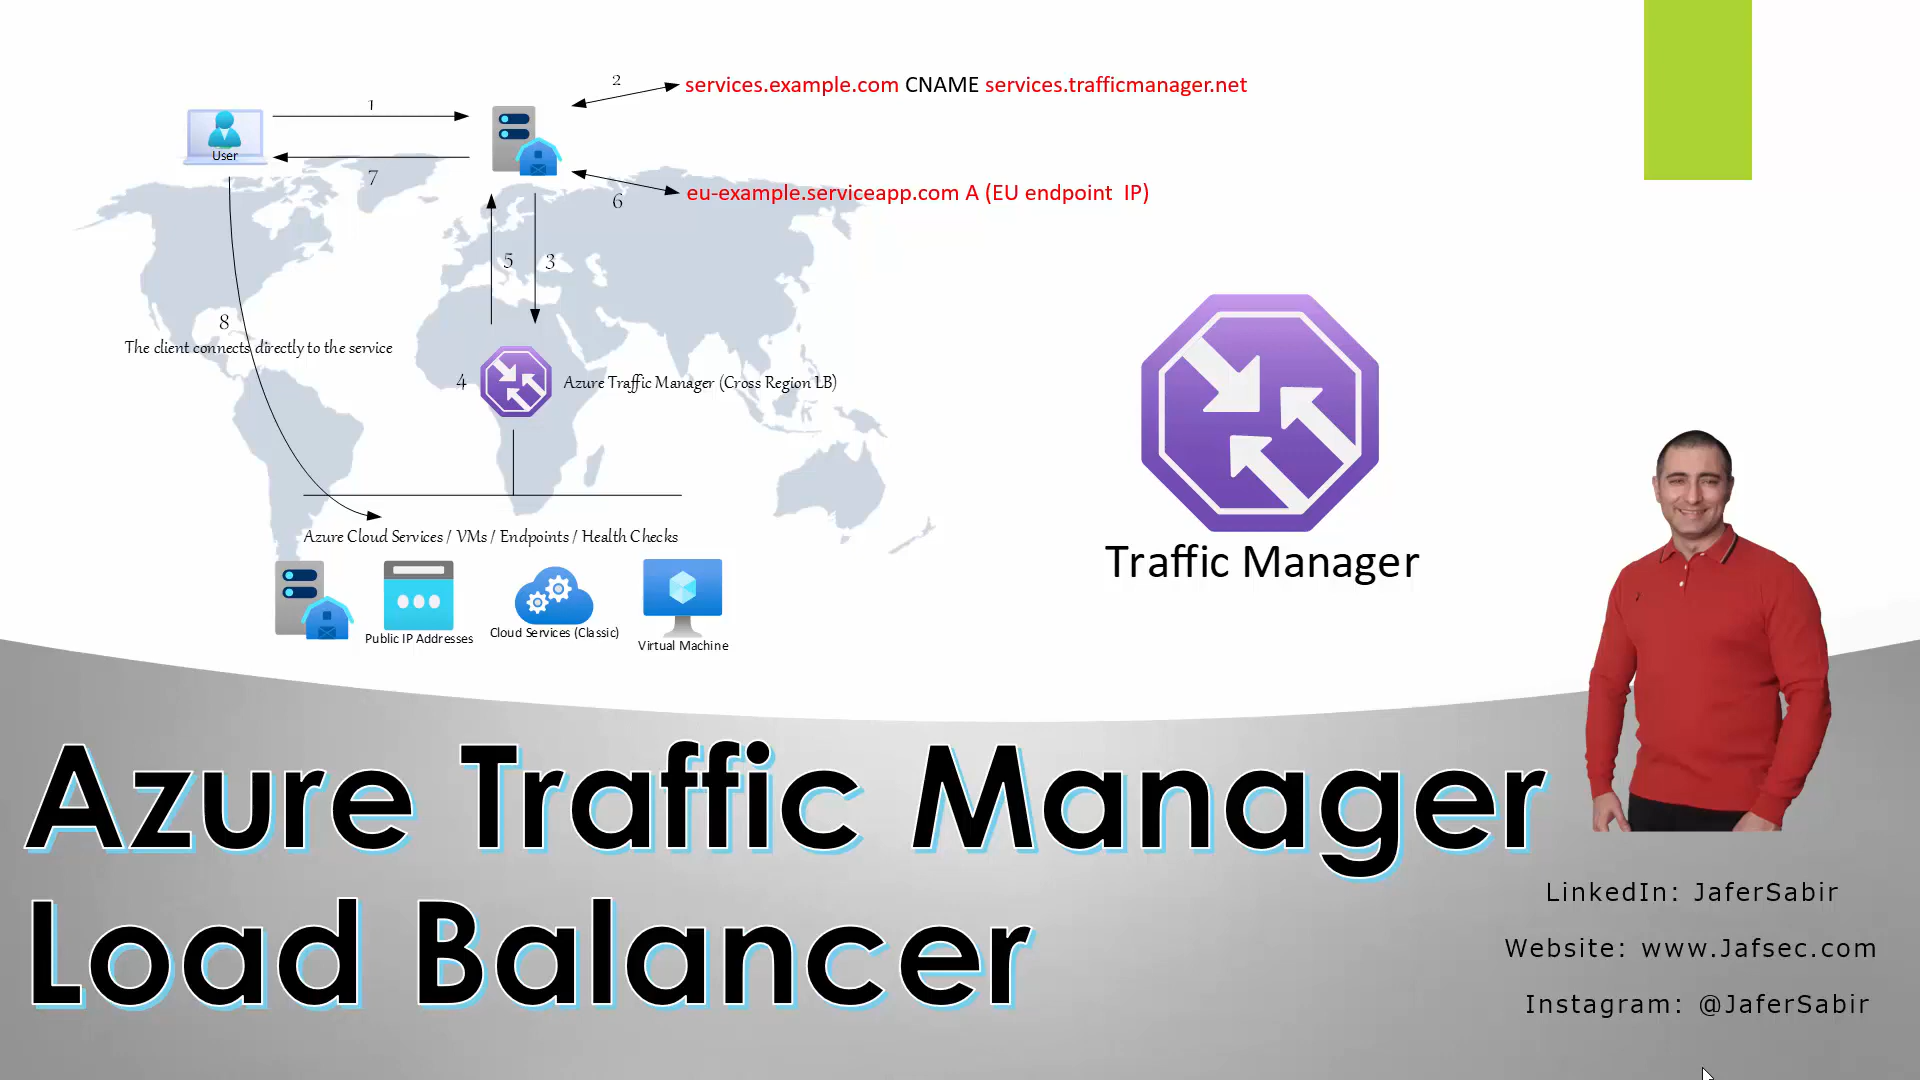 1
2
services.example.com CNAME services.trafficmanager.net
User
7
6
eu-example.serviceapp.com A (EU endpoint IP)
5
3
8
The client connects directly to the service
4
Azure Traffic Manager (Cross Region LB)
Azure Cloud Services / VMs / Endpoints / Health Checks
Public IP Addresses
Cloud Services (Classic)
Virtual Machine
Traffic Manager
Azure Traffic Manager
Load Balancer
LinkedIn: JaferSabir
Website: www.Jafsec.com
Instagram: @JaferSabir